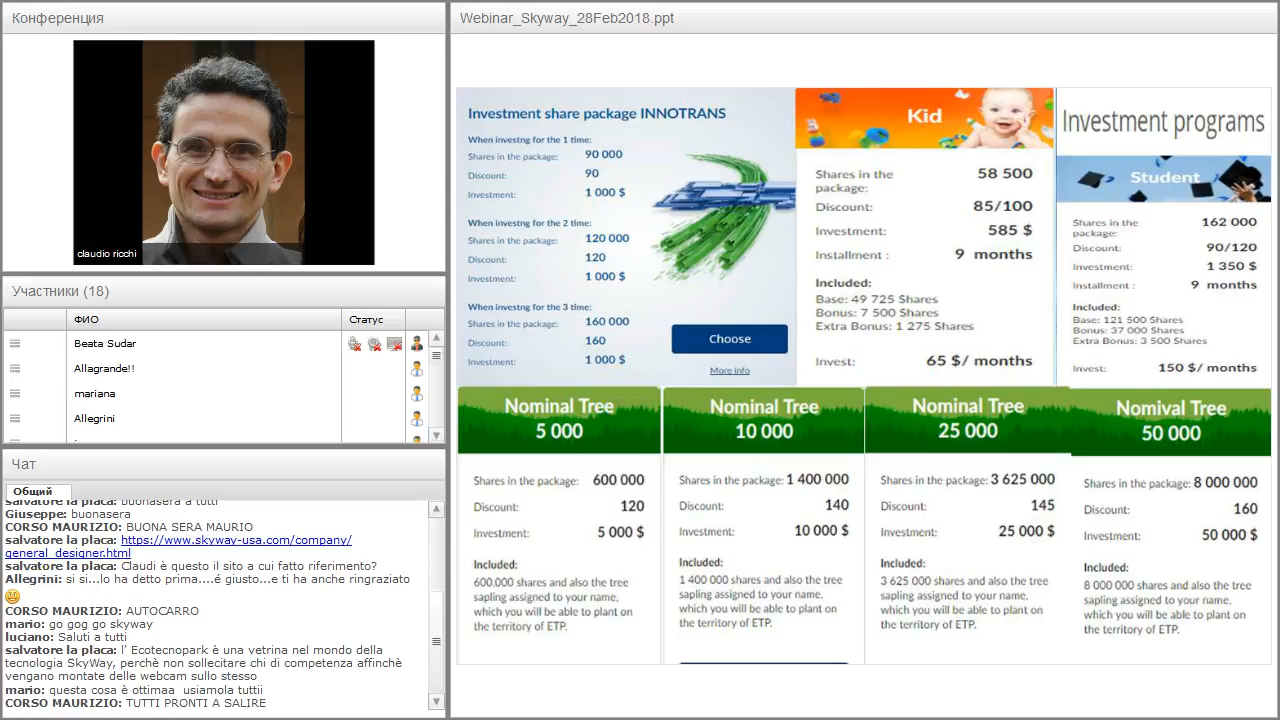 Конференция
claudio ricchi
Участники (18)
ФИО
Статус
Beata Sudar
Allagrande!!
mariana
Allegrini
Чат
Общий
salvatore la placa: buonasera a tutti
Giuseppe: buonasera
CORSO MAURIZIO: BUONA SERA MAURIO
salvatore la placa: https://www.skyway-usa.com/company/
general_designer.html
salvatore la placa: Claudi è questo il sito a cui fatto riferimento?
Allegrini: si si...lo ha detto prima....é giusto...e ti ha anche ringraziato
CORSO MAURIZIO: AUTOCARRO
mario: go gog go skyway
luciano: Saluti a tutti
salvatore la placa: l' Ecotecnopark è una vetrina nel mondo della
tecnologia SkyWay, perchè non sollecitare chi di competenza affinchè
vengano montate delle webcam sullo stesso
mario: questa cosa è ottimaa usiamola tuttii
CORSO MAURIZIO: TUTTI PRONTI A SALIRE
Webinar_Skyway_28Feb2018.ppt
Investment share package INNOTRANS
When investng for the 1 time:
Shares in the package: 90 000
Discount: 90
Investment: 1 000 $
When investng for the 2 time:
Shares in the package: 120 000
Discount: 120
Investment: 1 000 $
When investng for the 3 time:
Shares in the package: 160 000
Discount: 160
Investment: 1 000 $
Choose
More info
Kid
Shares in the 58 500
package:
Discount: 85/100
Investment: 585 $
Installment : 9 months
Included:
Base: 49 725 Shares
Bonus: 7 500 Shares
Extra Bonus: 1 275 Shares
Invest: 65 $/ months
Investment programs
Student
Shares in the 162 000
package:
Discount: 90/120
Investment: 1 350 $
Installment : 9 months
Included:
Base: 121 500 Shares
Bonus: 37 000 Shares
Extra Bonus: 3 500 Shares
Invest: 150 $/ months
Nominal Tree
5 000
Shares in the package: 600 000
Discount: 120
Investment: 5 000 $
Included:
600,000 shares and also the tree
sapling assigned to your name,
which you will be able to plant on
the territory of ETP.
Nominal Tree
10 000
Shares in the package: 1 400 000
Discount: 140
Investment: 10 000 $
Included:
1 400 000 shares and also the tree
sapling assigned to your name,
which you will be able to plant on
the territory of ETP.
Nominal Tree
25 000
Shares in the package: 3 625 000
Discount: 145
Investment: 25 000 $
Included:
3 625 000 shares and also the tree
sapling assigned to your name,
which you will be able to plant on
the territory of ETP.
Nomival Tree
50 000
Shares in the package: 8 000 000
Discount: 160
Investment: 50 000 $
Included:
8 000 000 shares and also the tree
sapling assigned to your name,
which you will be able to plant on
the territory of ETP.